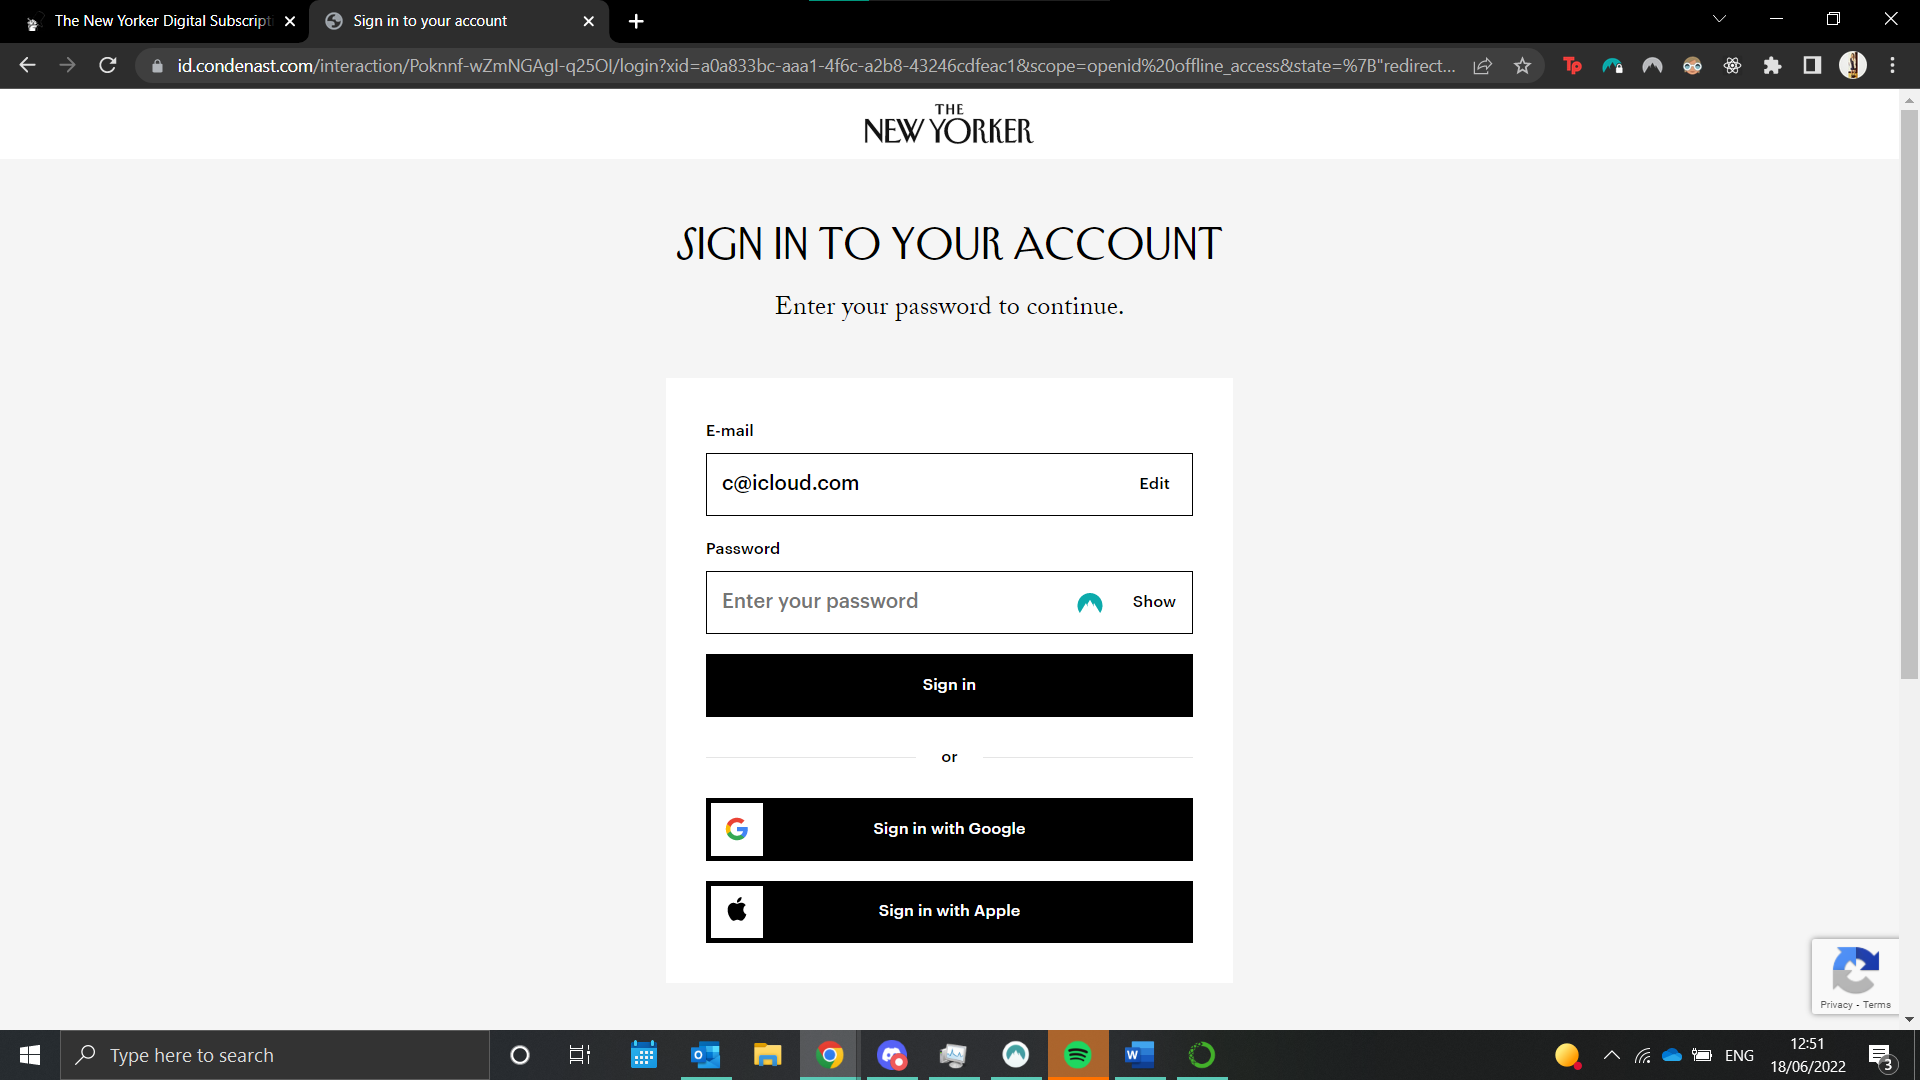 The New Yorker Digital Subscripti
Sign in to your account
id.condenast.com/interaction/Poknnf-wZmNGAgI-q25OI/login?xid=a0a833bc-aaa1-4f6c-a2b8-43246cdfeac1&scope=openid%20offline_access&state=%7B"redirect...
Tp
THE
NEW YORKER
SIGN IN TO YOUR ACCOUNT
Enter your password to continue.
E-mail
c@icloud.com
Edit
Password
Enter your password
Show
Sign in
or
Sign in with Google
Sign in with Apple
Privacy - Terms
Type here to search
ENG
12:51
18/06/2022
3